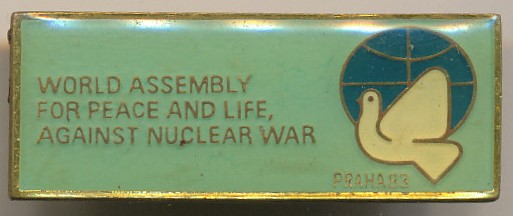 WORLD ASSEMBLY
FOR PEACE AND LIFE,
AGAINST NUCLEAR WAR
PRAHA 83